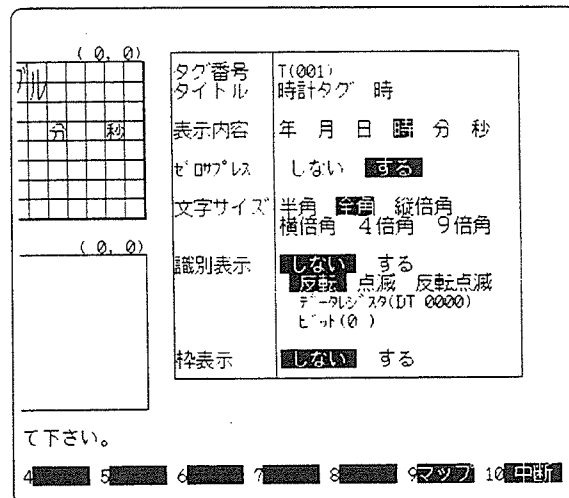 (0, 0)
ブル
分 秒
(0, 0)
タグ番号 T(001)
タイトル 時計タグ 時
表示内容 年 月 日 時 分 秒
ゼロサプレス しない する
文字サイズ 半角 全角 縦倍角
横倍角 4倍角 9倍角
識別表示 しない する
反転 点滅 反転点滅
データレジスタ(DT 0000)
ビット(0 )
枠表示 しない する
て下さい。
4 5 6 7 8 9マップ 10中断